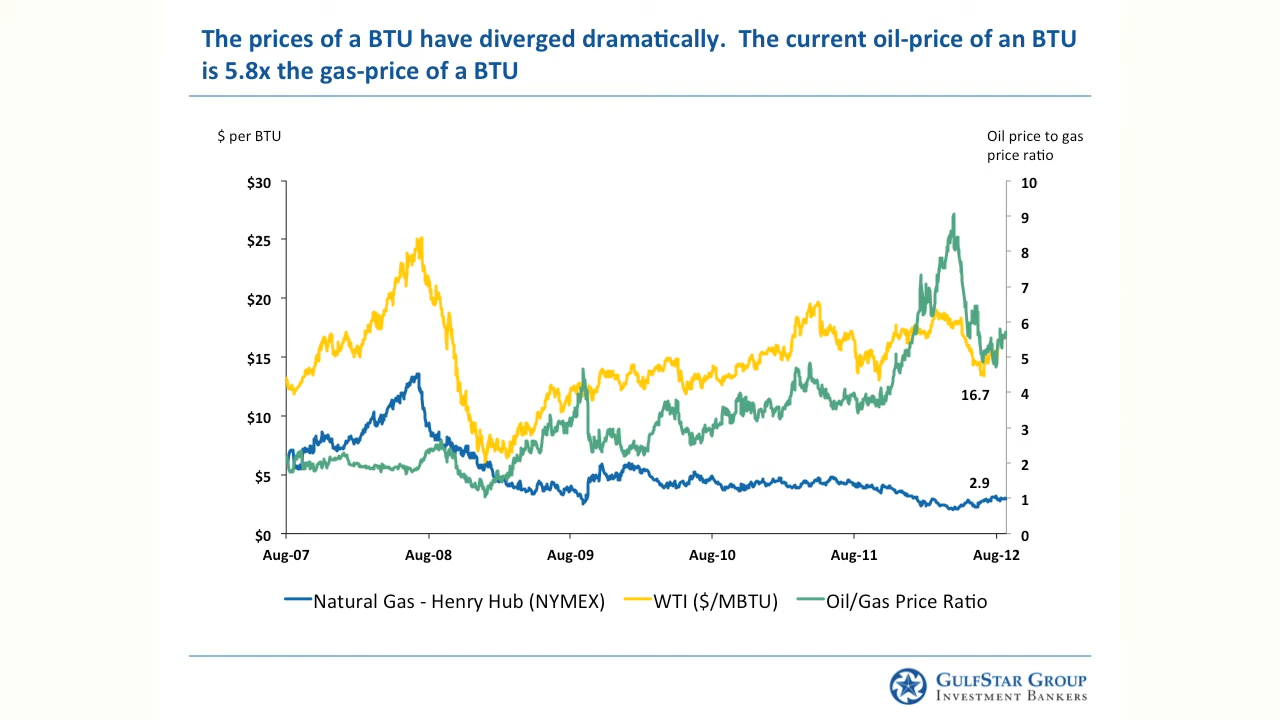 The prices of a BTU have diverged dramatically.  The current oil-price of an BTU
is 5.8x the gas-price of a BTU
$ per BTU
Oil price to gas
price ratio
$30
$25
$20
$15
$10
$5
$0
10
9
8
7
6
5
4
3
2
1
0
16.7
2.9
Aug-07 Aug-08 Aug-09 Aug-10 Aug-11 Aug-12
Natural Gas - Henry Hub (NYMEX) WTI ($/MBTU) Oil/Gas Price Ratio
GULFSTAR GROUP
INVESTMENT BANKERS